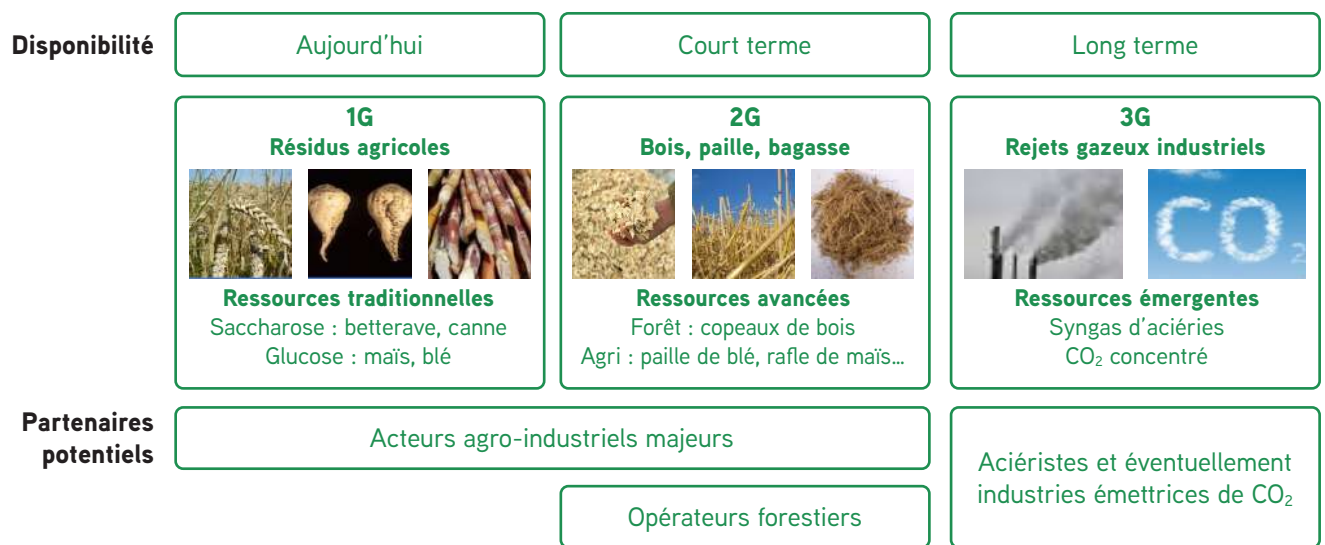 Disponibilité
Aujourd’hui
Court terme
Long terme
1G
Résidus agricoles
Ressources traditionnelles
Saccharose : betterave, canne
Glucose : maïs, blé
2G
Bois, paille, bagasse
Ressources avancées
Forêt : copeaux de bois
Agri : paille de blé, rafle de maïs…
3G
Rejets gazeux industriels
CO₂
Ressources émergentes
Syngas d’aciéries
CO₂ concentré
Partenaires
potentiels
Acteurs agro-industriels majeurs
Opérateurs forestiers
Aciéristes et éventuellement
industries émettrices de CO₂